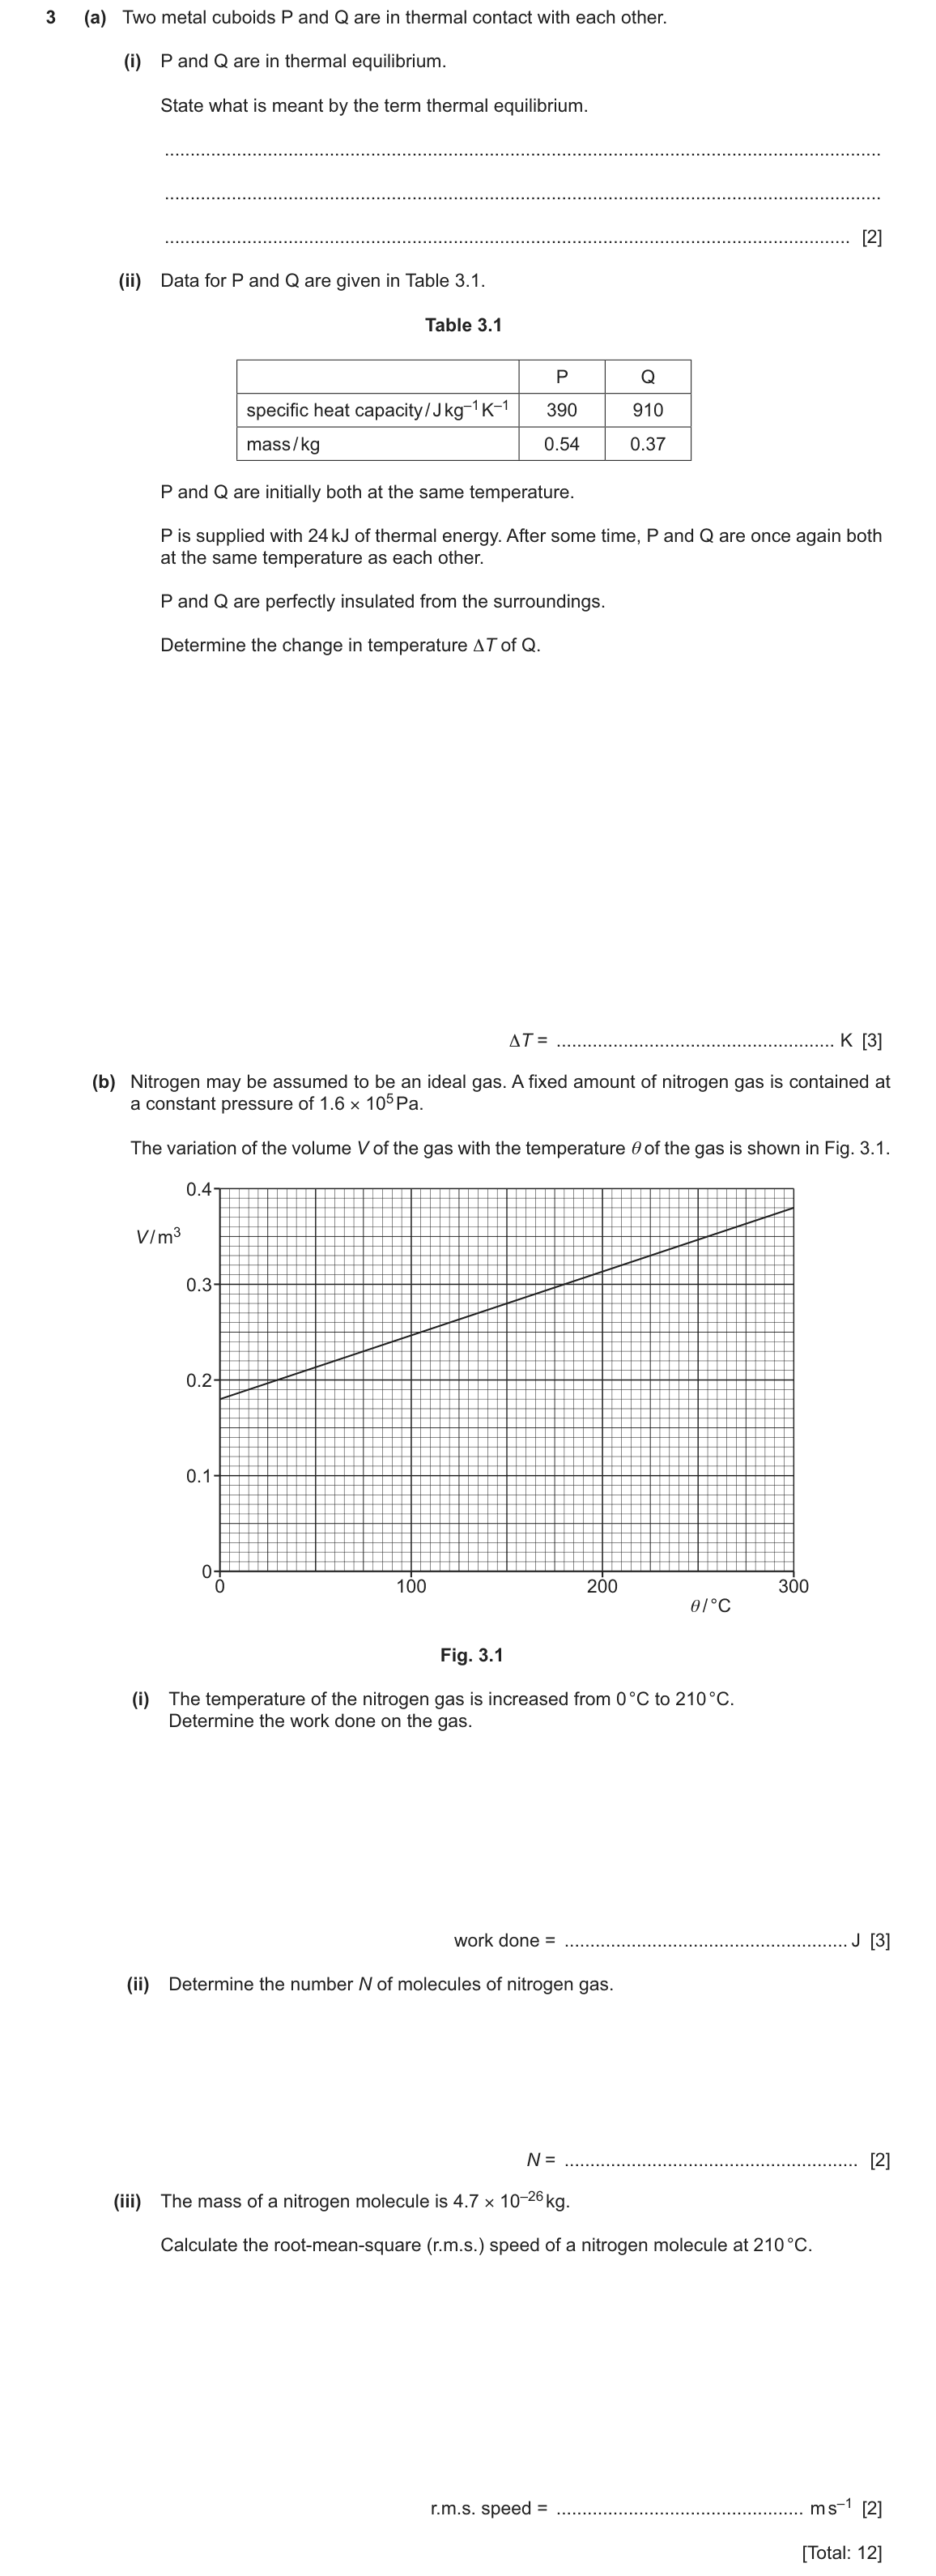 3 (a) Two metal cuboids P and Q are in thermal contact with each other.
(i) P and Q are in thermal equilibrium.
State what is meant by the term thermal equilibrium.
..........................................................................................................................................
..........................................................................................................................................
.................................................................................................................................... [2]
(ii) Data for P and Q are given in Table 3.1.
Table 3.1
P Q
specific heat capacity / J kg⁻¹ K⁻¹ 390 910
mass / kg 0.54 0.37
P and Q are initially both at the same temperature.
P is supplied with 24 kJ of thermal energy. After some time, P and Q are once again both
at the same temperature as each other.
P and Q are perfectly insulated from the surroundings.
Determine the change in temperature ΔT of Q.
ΔT = ...................................................... K [3]
(b) Nitrogen may be assumed to be an ideal gas. A fixed amount of nitrogen gas is contained at
a constant pressure of 1.6 × 10⁵ Pa.
The variation of the volume V of the gas with the temperature θ of the gas is shown in Fig. 3.1.
0.4
V / m³
0.3
0.2
0.1
0
0 100 200 300
θ / °C
Fig. 3.1
(i) The temperature of the nitrogen gas is increased from 0 °C to 210 °C.
Determine the work done on the gas.
work done = ....................................................... J [3]
(ii) Determine the number N of molecules of nitrogen gas.
N = ......................................................... [2]
(iii) The mass of a nitrogen molecule is 4.7 × 10⁻²⁶ kg.
Calculate the root-mean-square (r.m.s.) speed of a nitrogen molecule at 210 °C.
r.m.s. speed = ................................................ m s⁻¹ [2]
[Total: 12]